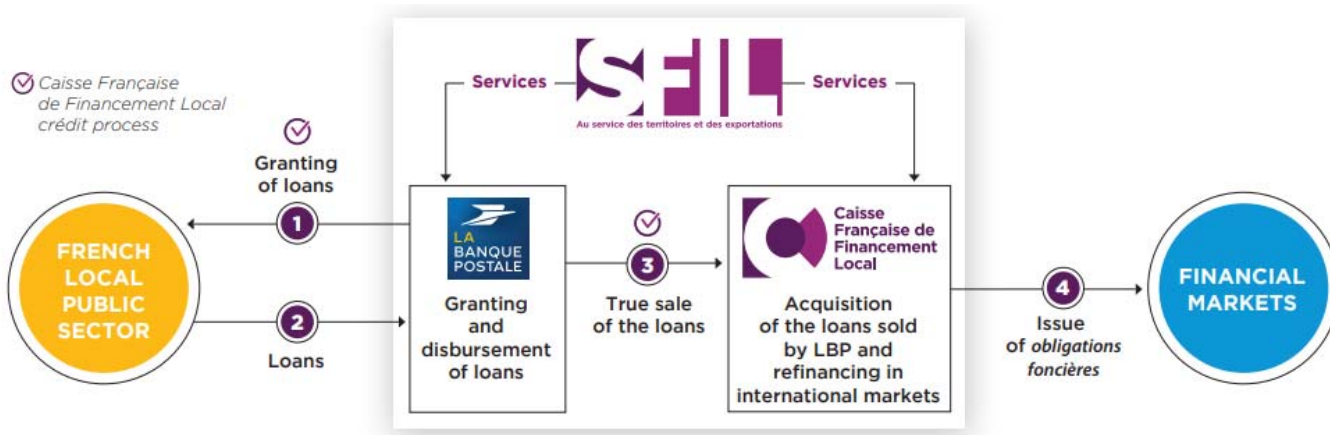 SFIL
Au service des territoires et des exportations
Services
Services
Caisse Française
de Financement Local
crédit process
Granting
of loans
1
FRENCH
LOCAL
PUBLIC
SECTOR
2
Loans
LA
BANQUE
POSTALE
Granting
and
disbursement
of loans
3
True sale
of the loans
Caisse
Française de
Financement
Local
Acquisition
of the loans sold
by LBP and
refinancing in
international markets
4
Issue
of obligations
foncières
FINANCIAL
MARKETS